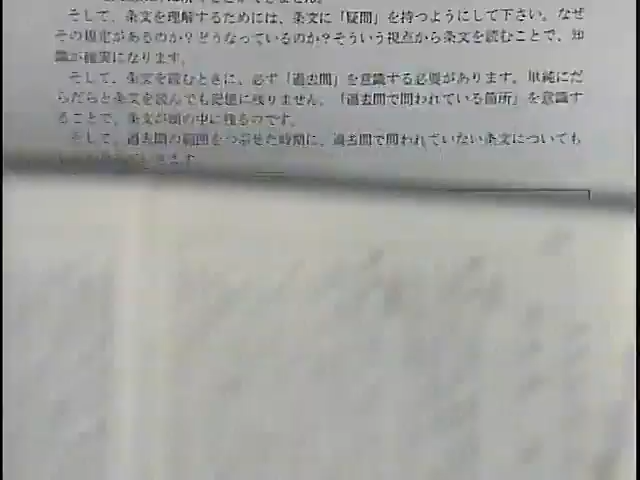 そして、条文を理解するためには、条文に「疑問」を持つようにして下さい。なぜ
その規定があるのか?どうなっているのか?そういう視点から条文を読むことで、知
識が確実になります。
そして、条文を読むときに、必ず「過去問」を意識する必要があります。単純にだ
らだらと条文を読んでも記憶に残りません。「過去問で問われている箇所」を意識す
ることで、条文が頭の中に残るのです。
そして、過去問の範囲をつぶせた時期に、過去問で問われていない条文についても